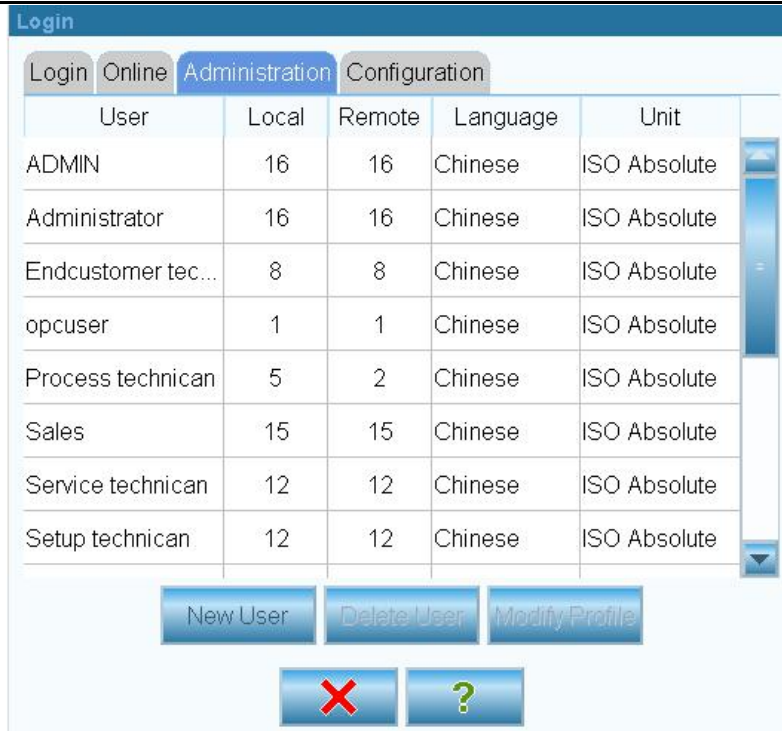 Login
Login Online Administration Configuration
User Local Remote Language Unit
ADMIN 16 16 Chinese ISO Absolute
Administrator 16 16 Chinese ISO Absolute
Endcustomer tec... 8 8 Chinese ISO Absolute
opcuser 1 1 Chinese ISO Absolute
Process technican 5 2 Chinese ISO Absolute
Sales 15 15 Chinese ISO Absolute
Service technican 12 12 Chinese ISO Absolute
Setup technican 12 12 Chinese ISO Absolute
New User Delete User Modify Profile
?